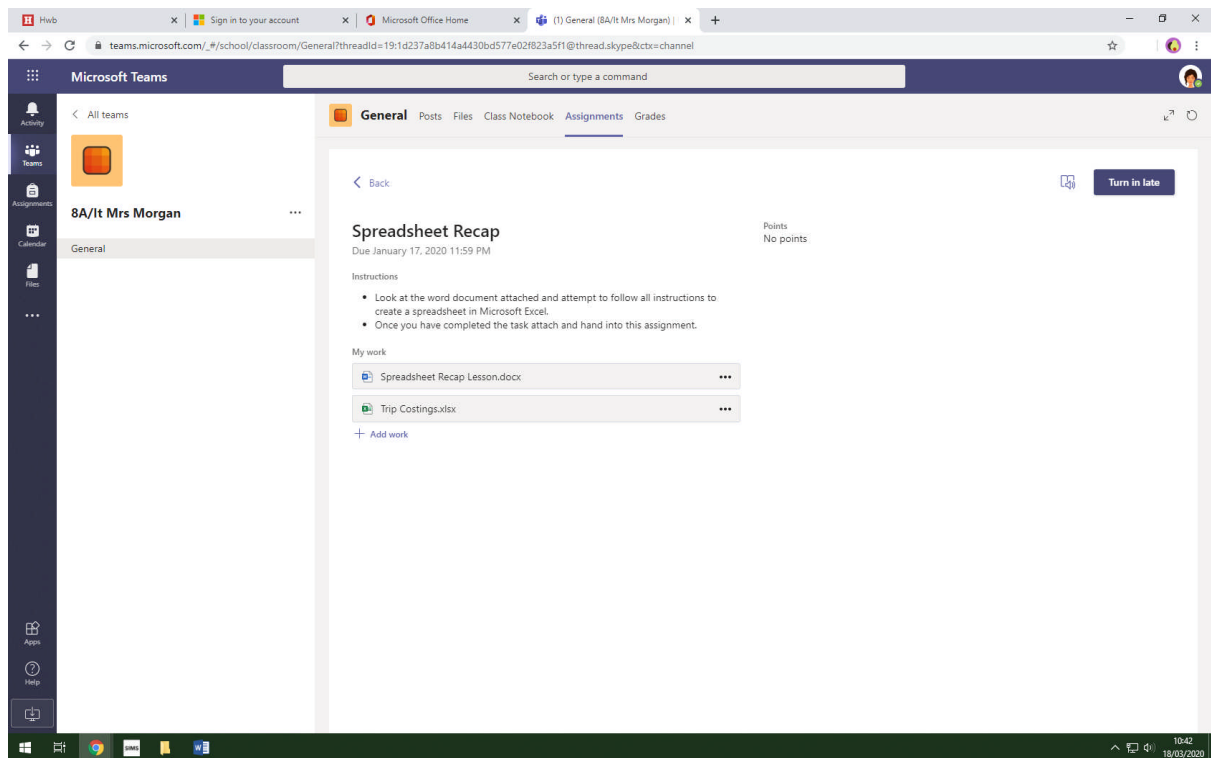 Hwb
Sign in to your account
Microsoft Office Home
(1) General (8A/It Mrs Morgan) |
teams.microsoft.com/_#/school/classroom/General?threadId=19:1d237a8b414a4430bd577e02f823a5f1@thread.skype&ctx=channel
Microsoft Teams
Search or type a command
Activity
Teams
Assignments
Calendar
Files
Apps
Help
All teams
8A/It Mrs Morgan
General
General Posts Files Class Notebook Assignments Grades
Back
Turn in late
Spreadsheet Recap
Due January 17, 2020 11:59 PM
Points
No points
Instructions
• Look at the word document attached and attempt to follow all instructions to
create a spreadsheet in Microsoft Excel.
• Once you have completed the task attach and hand into this assignment.
My work
Spreadsheet Recap Lesson.docx
Trip Costings.xlsx
+ Add work
SIMS
10:42
18/03/2020